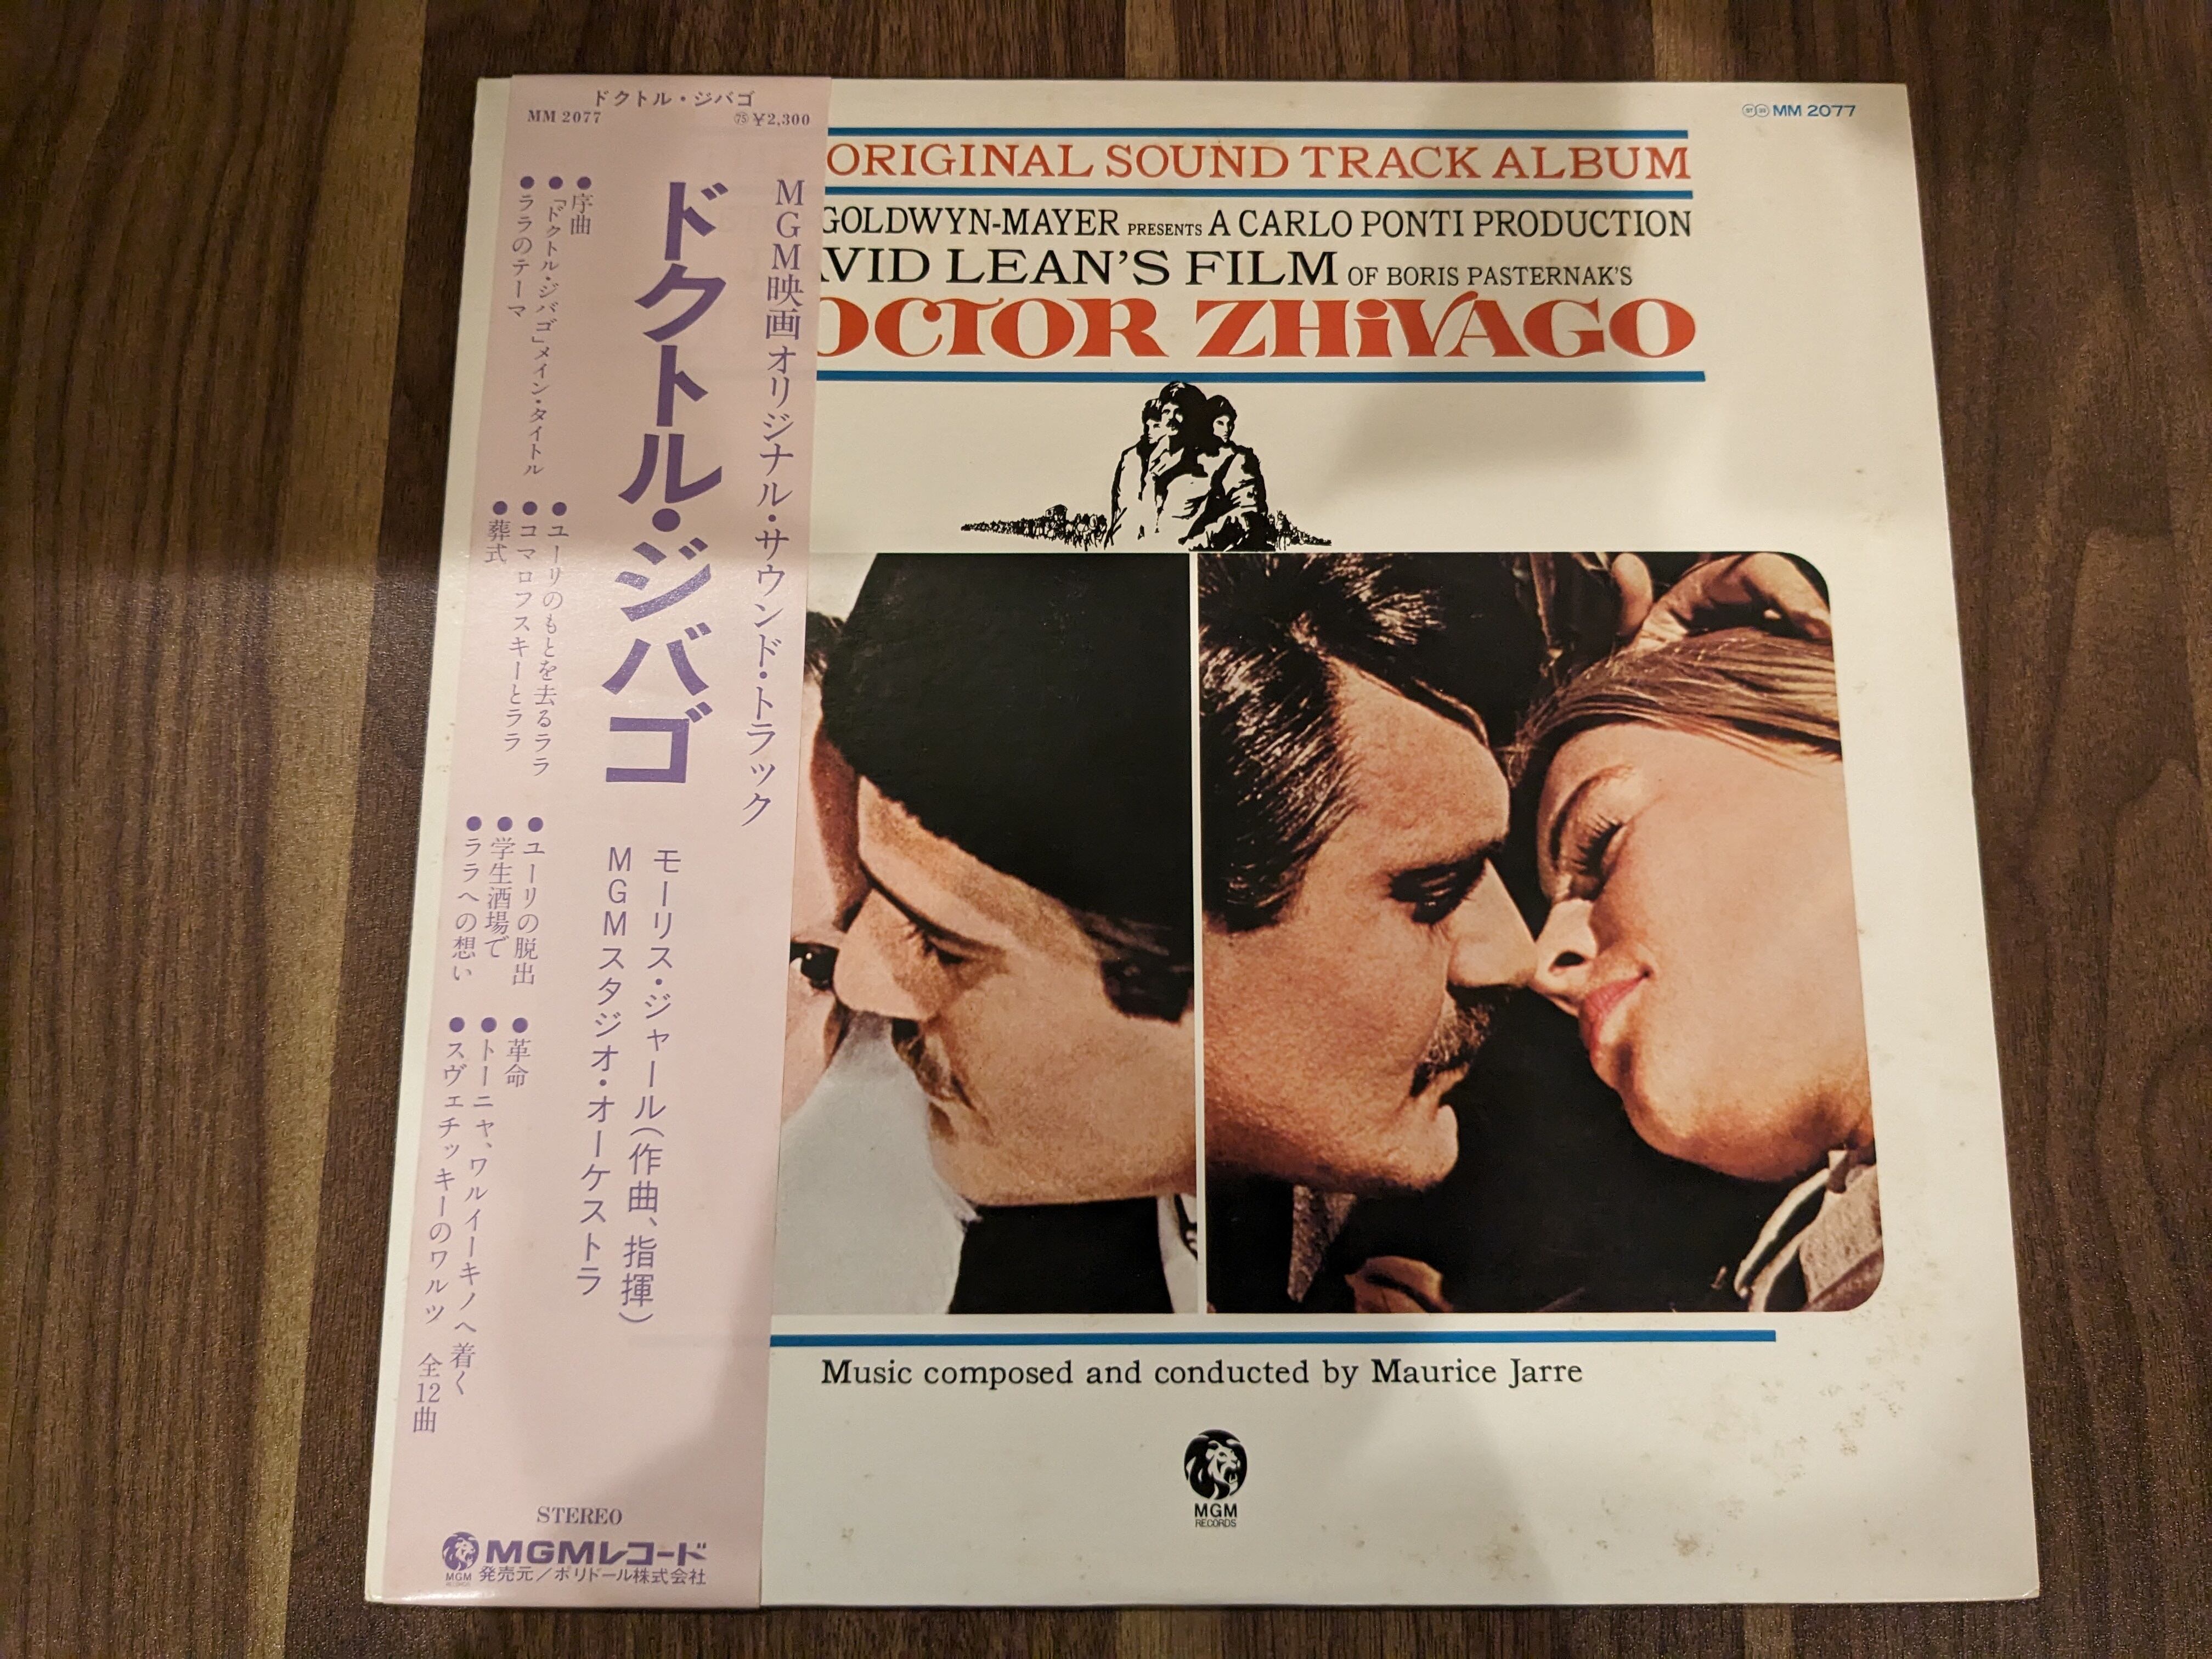 ドクトル・ジバゴ
MM 2077
㊆ ¥2,300
MGM映画オリジナル・サウンド・トラック
ドクトル・ジバゴ
モーリス・ジャール(作曲、指揮)
MGMスタジオ・オーケストラ
●序曲
●「ドクトル・ジバゴ」メイン・タイトル
●ララのテーマ
●ユーリのもとを去るララ
●コマロフスキーとララ
●葬式
●ユーリの脱出
●学生酒場で
●ララへの想い
●革命
●トーニャ、ワルイーキノへ着く
●スヴェチッキーのワルツ
全12曲
STEREO
MGMレコード
MGM
発売元/ポリドール株式会社
MM 2077
ORIGINAL SOUND TRACK ALBUM
GOLDWYN-MAYER PRESENTS A CARLO PONTI PRODUCTION
VID LEAN'S FILM OF BORIS PASTERNAK'S
OCTOR ZHiVAGO
Music composed and conducted by Maurice Jarre
MGM
RECORDS